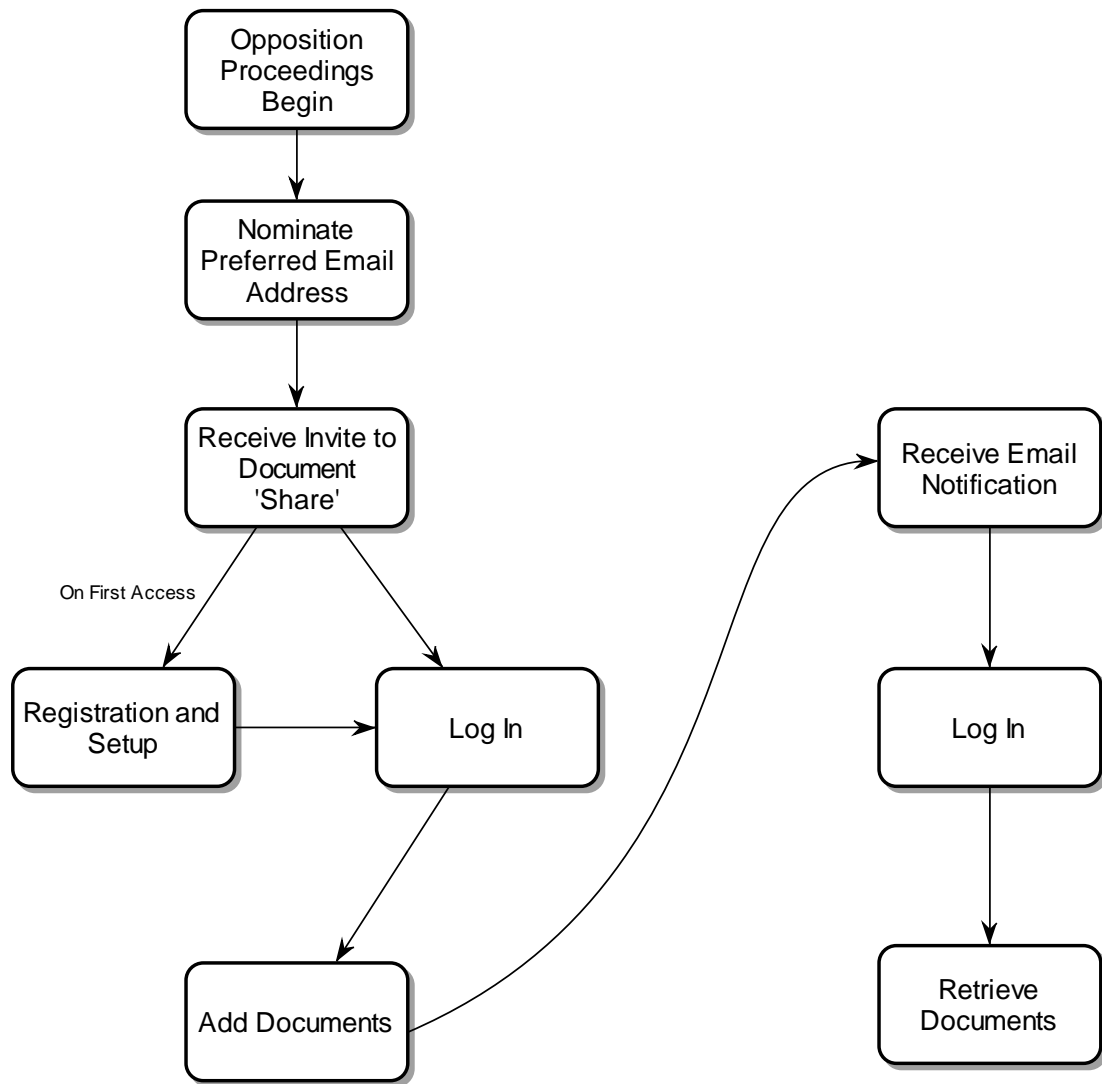 Opposition
Proceedings
Begin
Nominate
Preferred Email
Address
Receive Invite to
Document
'Share'
On First Access
Registration and
Setup
Log In
Add Documents
Receive Email
Notification
Log In
Retrieve
Documents